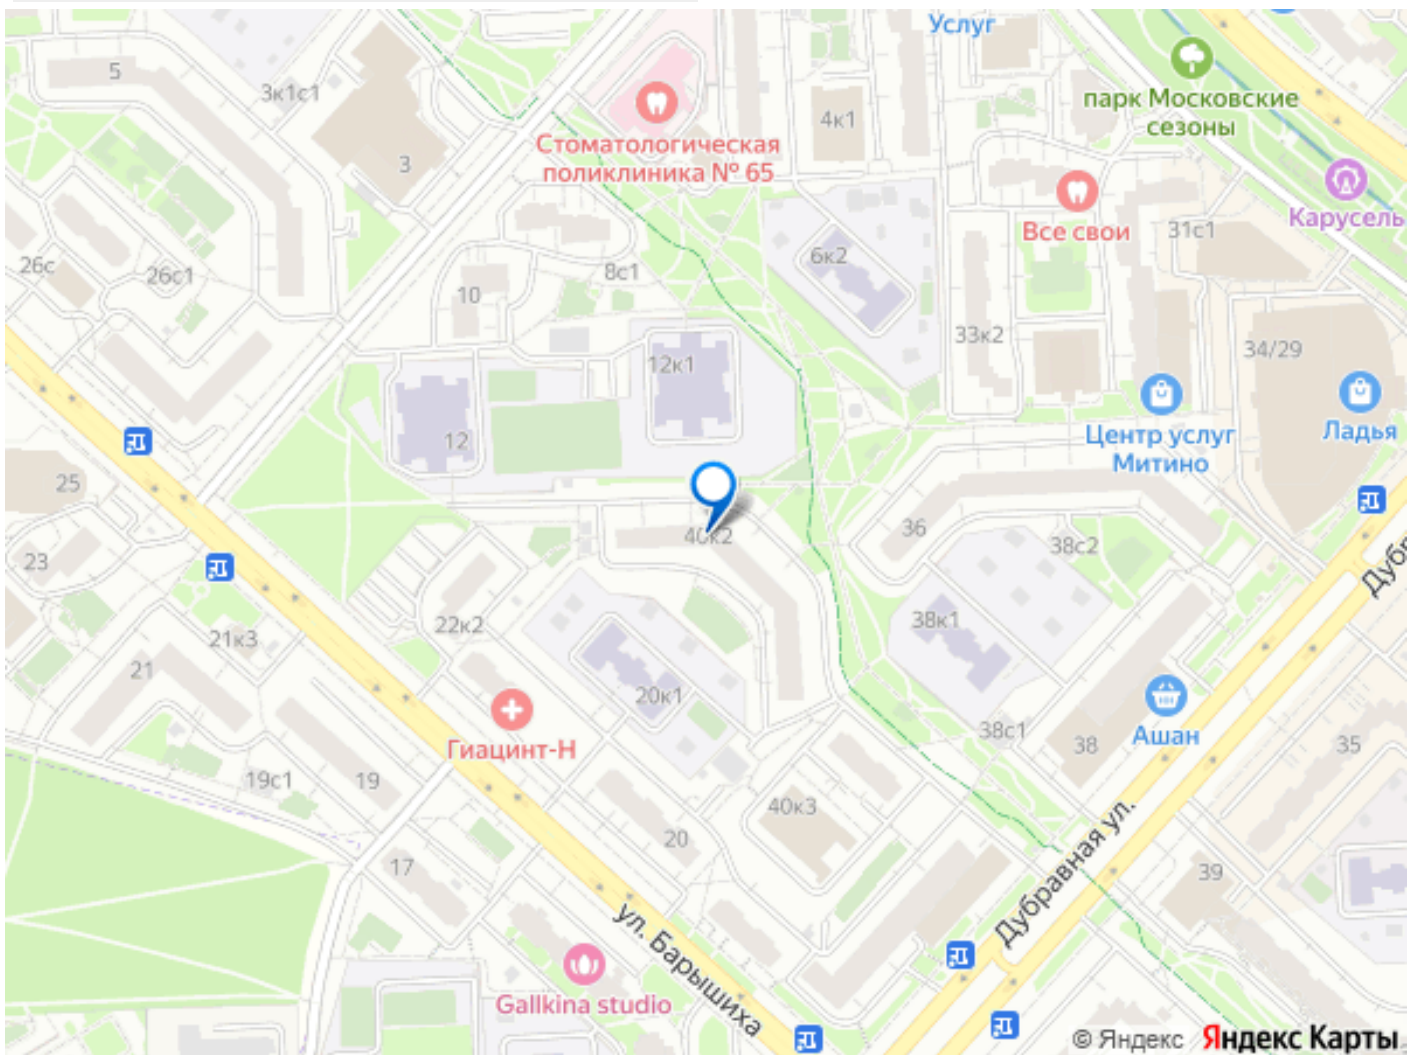 Услуг
5
3к1с1
парк Московские
сезоны
4к1
Стоматологическая
поликлиника № 65
3
Карусель
Все свои
31с1
6к2
26с
26с1
8с1
10
33к2
34/29
12к1
Центр услуг
Митино
Ладья
12
25
36
40к2
38с2
Дубр
23
22к2
38к1
21к3
21
20к1
Гиацинт-Н
38с1
38
Ашан
35
19с1
19
40к3
20
17
39
Дубравная ул.
ул. Барышиха
Gallkina studio
© Яндекс Яндекс Карты